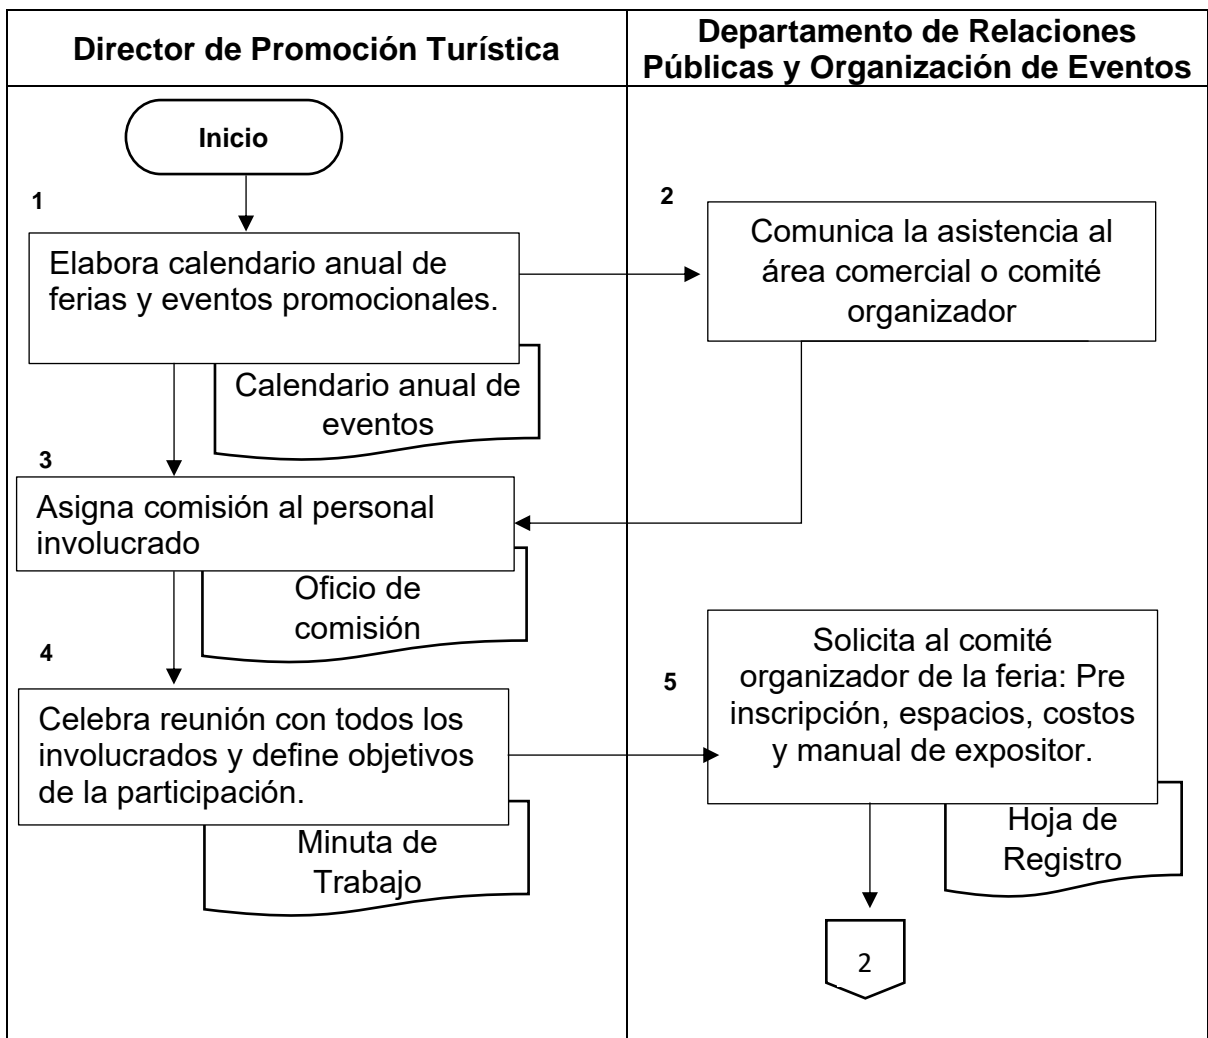 Director de Promoción Turística
Departamento de Relaciones
Públicas y Organización de Eventos
Inicio
1
Elabora calendario anual de
ferias y eventos promocionales.
Calendario anual de
eventos
2
Comunica la asistencia al
área comercial o comité
organizador
3
Asigna comisión al personal
involucrado
Oficio de
comisión
4
Celebra reunión con todos los
involucrados y define objetivos
de la participación.
Minuta de
Trabajo
5
Solicita al comité
organizador de la feria: Pre
inscripción, espacios, costos
y manual de expositor.
Hoja de
Registro
2